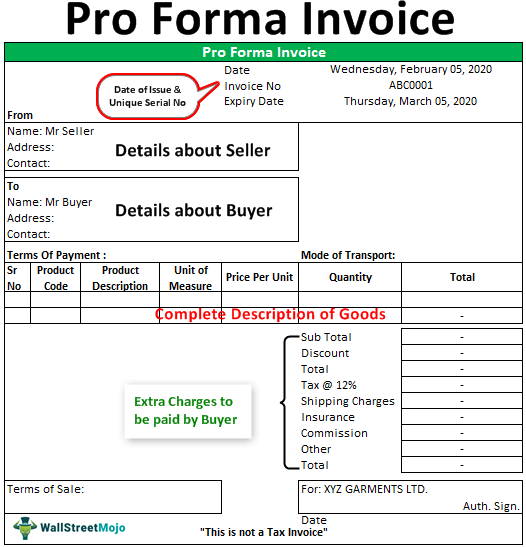 Pro Forma Invoice
Pro Forma Invoice
Date Wednesday, February 05, 2020
Date of Issue &
Unique Serial No
Invoice No ABC0001
Expiry Date Thursday, March 05, 2020
From
Name: Mr Seller
Address:
Contact:
Details about Seller
To
Name: Mr Buyer
Address:
Contact:
Details about Buyer
Terms Of Payment : Mode of Transport:
Sr No Product Code Product Description Unit of Measure Price Per Unit Quantity Total
Complete Description of Goods -
Sub Total -
Discount -
Total -
Tax @ 12% -
Shipping Charges -
Insurance -
Commission -
Other -
Total -
Extra Charges to
be paid by Buyer
Terms of Sale: For: XYZ GARMENTS LTD.
Auth. Sign.
Date
WallStreetMojo
"This is not a Tax Invoice"